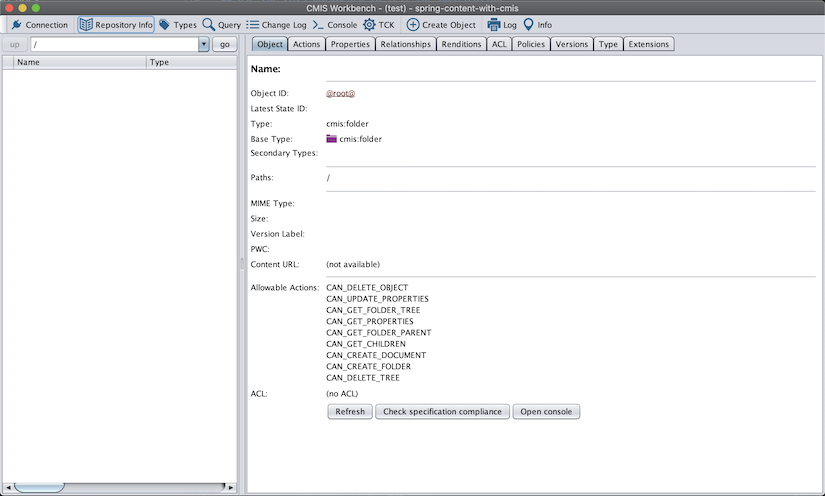 CMIS Workbench - (test) - spring-content-with-cmis
Connection Repository Info Types Query Change Log Console TCK Create Object Log Info
up / go
Object Actions Properties Relationships Renditions ACL Policies Versions Type Extensions
Name Type
Name:
Object ID: @root@
Latest State ID:
Type: cmis:folder
Base Type: cmis:folder
Secondary Types:
Paths: /
MIME Type:
Size:
Version Label:
PWC:
Content URL: (not available)
Allowable Actions: CAN_DELETE_OBJECT
CAN_UPDATE_PROPERTIES
CAN_GET_FOLDER_TREE
CAN_GET_PROPERTIES
CAN_GET_FOLDER_PARENT
CAN_GET_CHILDREN
CAN_CREATE_DOCUMENT
CAN_CREATE_FOLDER
CAN_DELETE_TREE
ACL: (no ACL)
Refresh Check specification compliance Open console